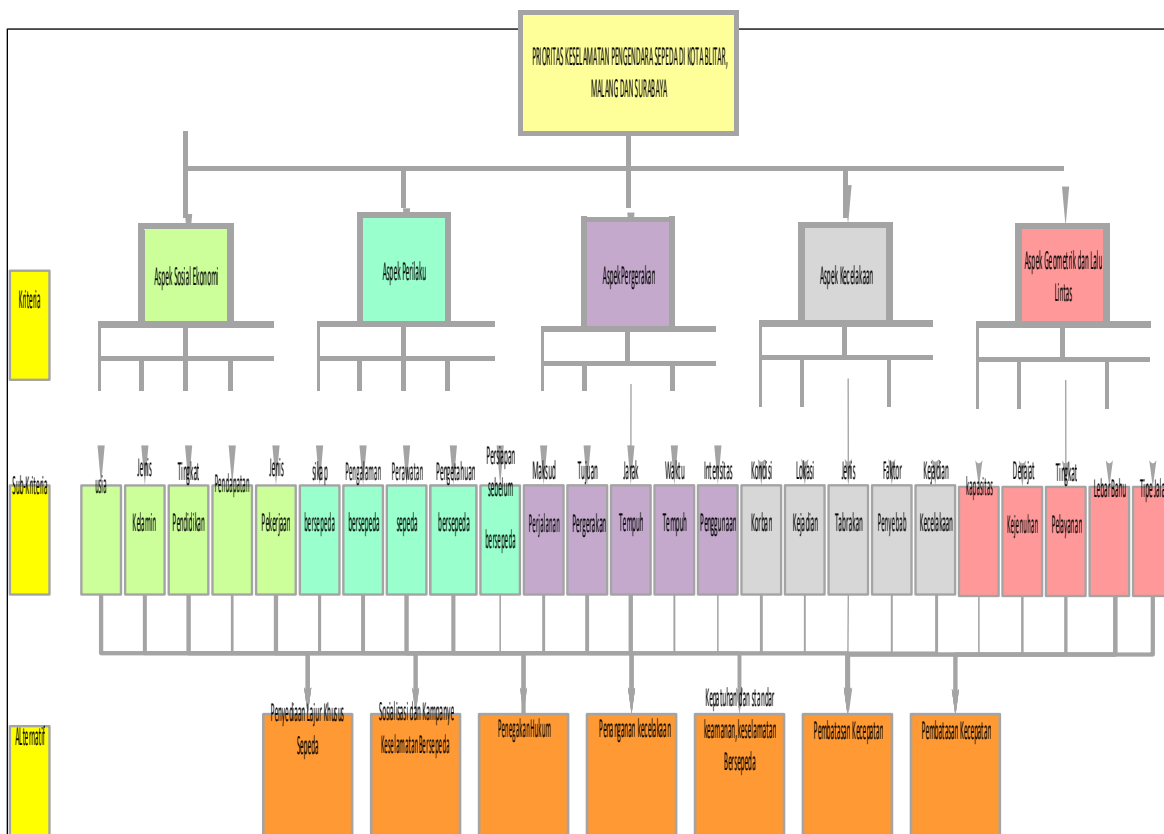 PRIORITAS KESELAMATAN PENGENDARA SEPEDA DI KOTA BLITAR,
MALANG DAN SURABAYA
Kriteria
Aspek Sosial Ekonomi
Aspek Perilaku
Aspek Pergerakan
Aspek Kecelakaan
Aspek Geometrik dan Lalu
Lintas
Sub-Kriteria
usia
Jenis
Kelamin
Tingkat
Pendidikan
Pendapatan
Jenis
Pekerjaan
sikap
bersepeda
Pengalaman
bersepeda
Perawatan
sepeda
Pengetahuan
bersepeda
Persiapan
sebelum
bersepeda
Maksud
Perjalanan
Tujuan
Pergerakan
Jarak
Tempuh
Waktu
Tempuh
Intensitas
Penggunaan
Kondisi
Korban
Lokasi
Kejadian
Jenis
Tabrakan
Faktor
Penyebab
Kejadian
Kecelakaan
kapasitas
Derajat
Kejenuhan
Tingkat
Pelayanan
Lebar Bahu
Tipe Jala
ALternatif
Penyediaan Lajur Khusus
Sepeda
Sosialisasi dan Kampanye
Keselamatan Bersepeda
Penegakan Hukum
Penanganan kecelakaan
Kepatuhan dan standar
keamanan, keselamatan
Bersepeda
Pembatasan Kecepatan
Pembatasan Kecepatan